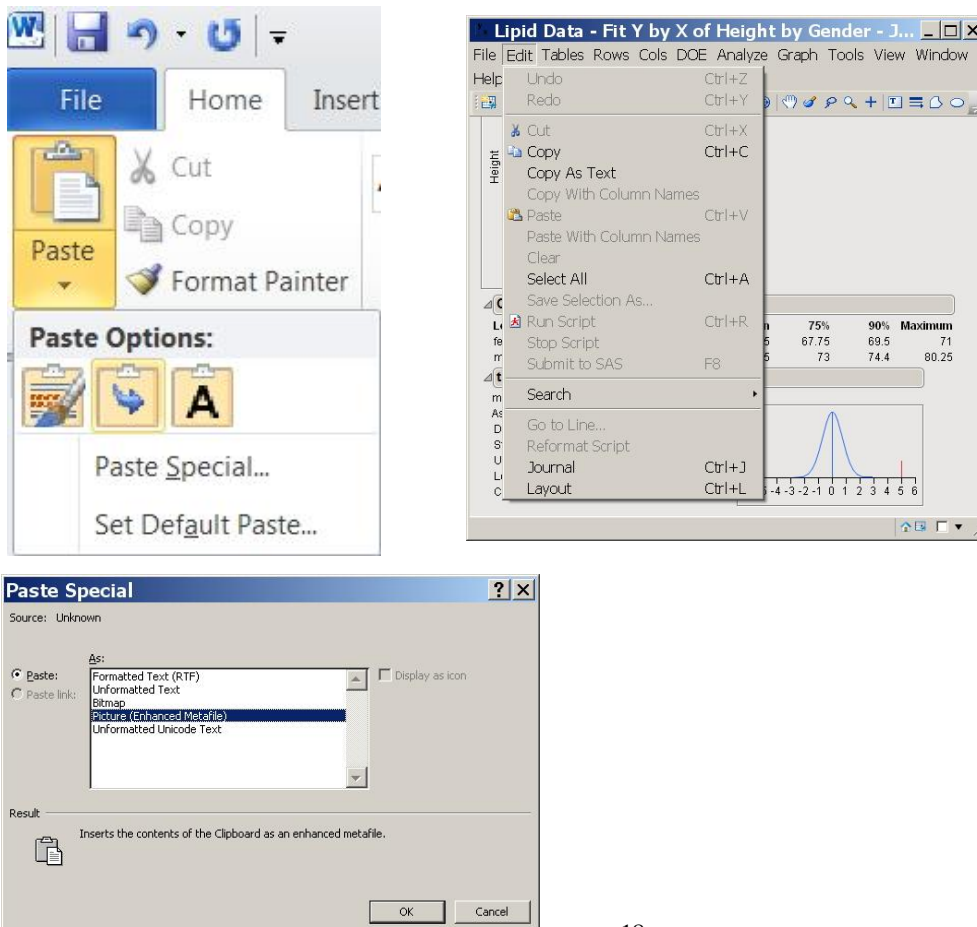 File Home Insert
Cut
Copy
Paste
Format Painter
Paste Options:
A
Paste Special...
Set Default Paste...
Lipid Data - Fit Y by X of Height by Gender - J...
File Edit Tables Rows Cols DOE Analyze Graph Tools View Window
Help
Undo Ctrl+Z
Redo Ctrl+Y
Cut Ctrl+X
Copy Ctrl+C
Copy As Text
Copy With Column Names
Paste Ctrl+V
Paste With Column Names
Clear
Select All Ctrl+A
Save Selection As...
Run Script Ctrl+R
Stop Script
Submit to SAS F8
Search
Go to Line...
Reformat Script
Journal Ctrl+J
Layout Ctrl+L
Height
75% 90% Maximum
67.75 69.5 71
73 74.4 80.25
-4 -3 -2 -1 0 1 2 3 4 5 6
Paste Special
Source: Unknown
As:
Paste:
Paste link:
Formatted Text (RTF)
Unformatted Text
Bitmap
Picture (Enhanced Metafile)
Unformatted Unicode Text
Display as icon
Result
Inserts the contents of the Clipboard as an enhanced metafile.
OK Cancel